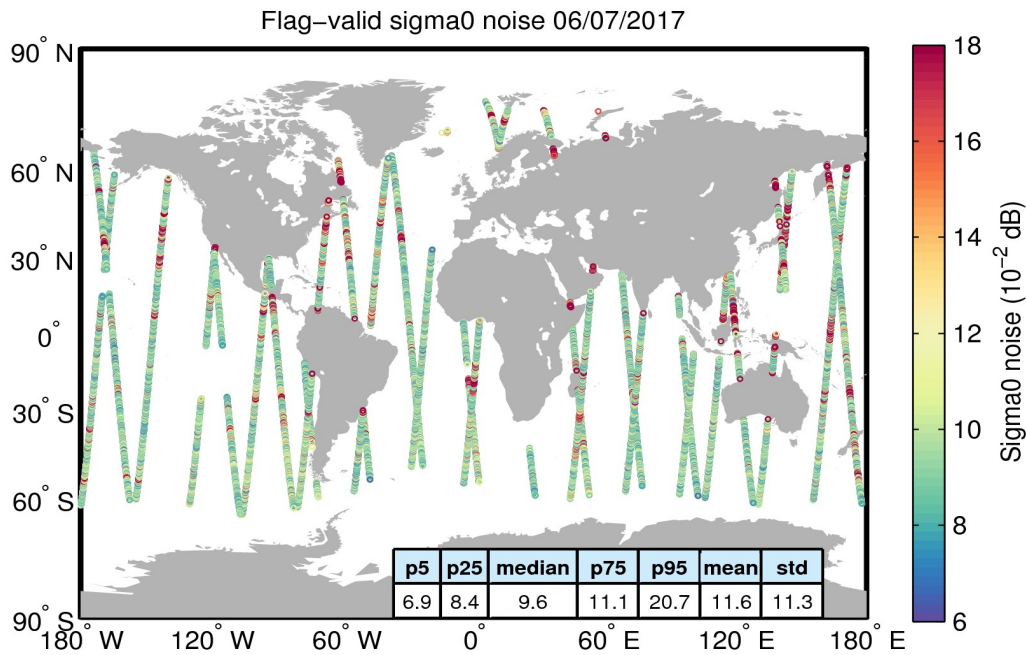 Flag−valid sigma0 noise 06/07/2017
90° N
60° N
30° N
0°
30° S
60° S
90° S
180° W
120° W
60° W
0°
60° E
120° E
180° E
p5 p25 median p75 p95 mean std
6.9 8.4 9.6 11.1 20.7 11.6 11.3
18
16
14
12
10
8
6
Sigma0 noise (10⁻² dB)